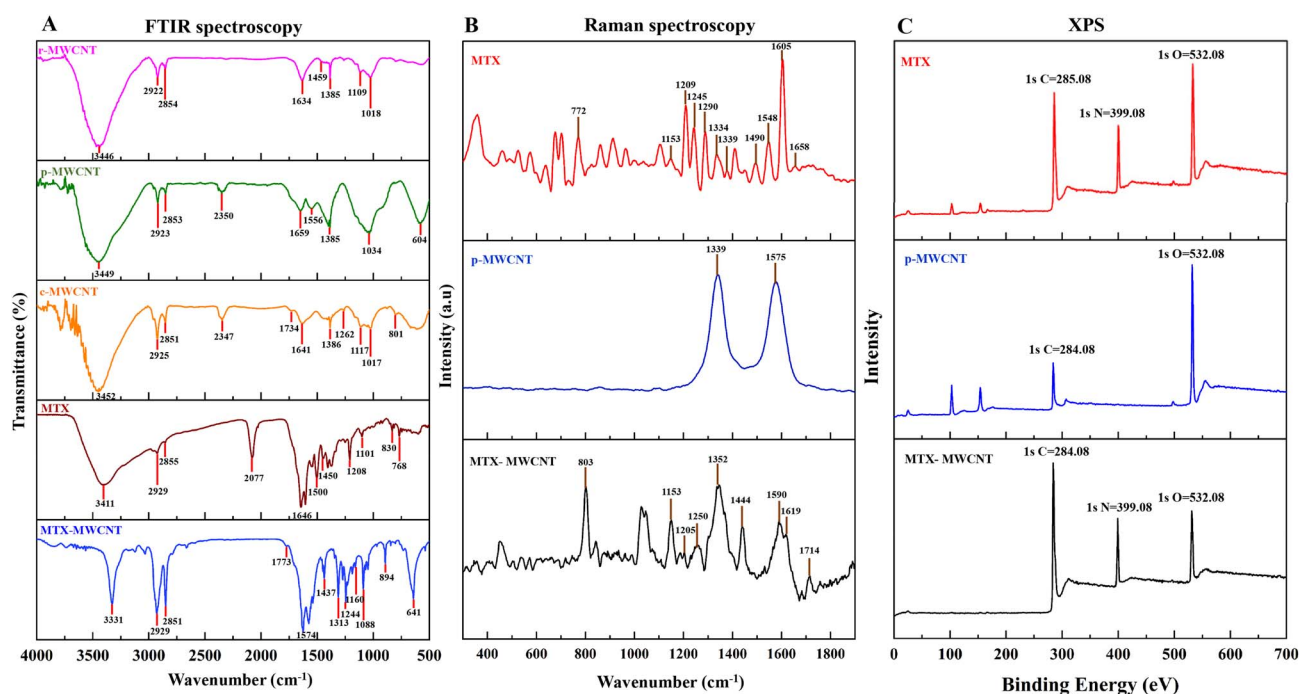 A
FTIR spectroscopy
r-MWCNT
2922
2854
1634
1459
1385
1109
1018
3446
p-MWCNT
2923
2853
2350
1659
1556
1385
1034
604
3449
c-MWCNT
2925
2851
2347
1734
1641
1386
1262
1117
1017
801
3452
MTX
3411
2929
2855
2077
1646
1500
1450
1208
1101
830
768
MTX-MWCNT
3331
2929
2851
1773
1574
1437
1313
1244
1160
1088
894
641
4000 3500 3000 2500 2000 1500 1000 500
Wavenumber (cm-1)
Transmittance (%)
B
Raman spectroscopy
MTX
772
1153
1209
1245
1290
1334
1339
1490
1548
1605
1658
p-MWCNT
1339
1575
MTX- MWCNT
803
1153
1205
1250
1352
1444
1590
1619
1714
400 600 800 1000 1200 1400 1600 1800
Wavenumber (cm-1)
Intensity (a.u)
C
XPS
MTX
1s C=285.08
1s N=399.08
1s O=532.08
p-MWCNT
1s C=284.08
1s O=532.08
MTX- MWCNT
1s C=284.08
1s N=399.08
1s O=532.08
0 100 200 300 400 500 600 700
Binding Energy (eV)
Intensity